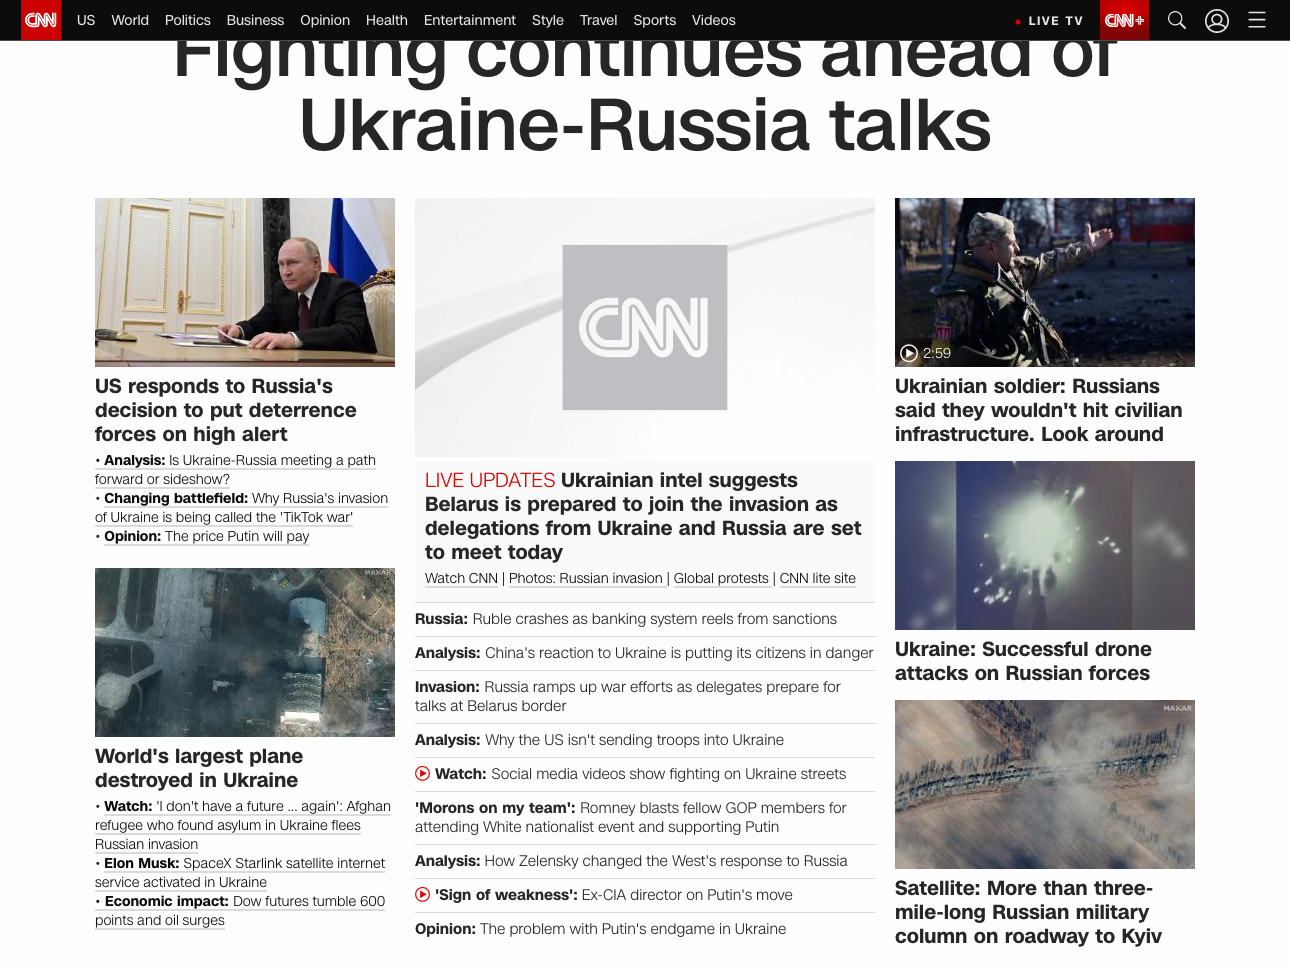 CNN US World Politics Business Opinion Health Entertainment Style Travel Sports Videos LIVE TV CNN+
Fighting continues ahead of
Ukraine-Russia talks
US responds to Russia's
decision to put deterrence
forces on high alert
• Analysis: Is Ukraine-Russia meeting a path
forward or sideshow?
• Changing battlefield: Why Russia's invasion
of Ukraine is being called the 'TikTok war'
• Opinion: The price Putin will pay
MAXAR
World's largest plane
destroyed in Ukraine
• Watch: 'I don't have a future ... again': Afghan
refugee who found asylum in Ukraine flees
Russian invasion
• Elon Musk: SpaceX Starlink satellite internet
service activated in Ukraine
• Economic impact: Dow futures tumble 600
points and oil surges
CNN
LIVE UPDATES Ukrainian intel suggests
Belarus is prepared to join the invasion as
delegations from Ukraine and Russia are set
to meet today
Watch CNN | Photos: Russian invasion | Global protests | CNN lite site
Russia: Ruble crashes as banking system reels from sanctions
Analysis: China's reaction to Ukraine is putting its citizens in danger
Invasion: Russia ramps up war efforts as delegates prepare for
talks at Belarus border
Analysis: Why the US isn't sending troops into Ukraine
Watch: Social media videos show fighting on Ukraine streets
'Morons on my team': Romney blasts fellow GOP members for
attending White nationalist event and supporting Putin
Analysis: How Zelensky changed the West's response to Russia
'Sign of weakness': Ex-CIA director on Putin's move
Opinion: The problem with Putin's endgame in Ukraine
2:59
Ukrainian soldier: Russians
said they wouldn't hit civilian
infrastructure. Look around
Ukraine: Successful drone
attacks on Russian forces
MAXAR
Satellite: More than three-
mile-long Russian military
column on roadway to Kyiv